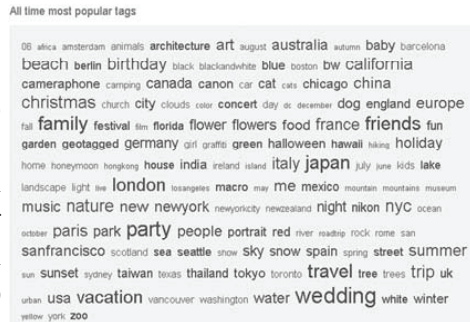 All time most popular tags
06 africa amsterdam animals architecture art august australia autumn baby barcelona
beach berlin birthday black blackandwhite blue boston bw california
cameraphone camping canada canon car cat cats chicago china
christmas church city clouds color concert day dc december dog england europe
fall family festival film florida flower flowers food france friends fun
garden geotagged germany girl graffiti green halloween hawaii hiking holiday
home honeymoon hongkong house india ireland island italy japan july june kids lake
landscape light live london losangeles macro may me mexico mountain mountains museum
music nature new newyork newyorkcity newzealand night nikon nyc ocean
october paris park party people portrait red river roadtrip rock rome san
sanfrancisco scotland sea seattle show sky snow spain spring street summer
sun sunset sydney taiwan texas thailand tokyo toronto travel tree trees trip uk
urban usa vacation vancouver washington water wedding white winter
yellow york zoo